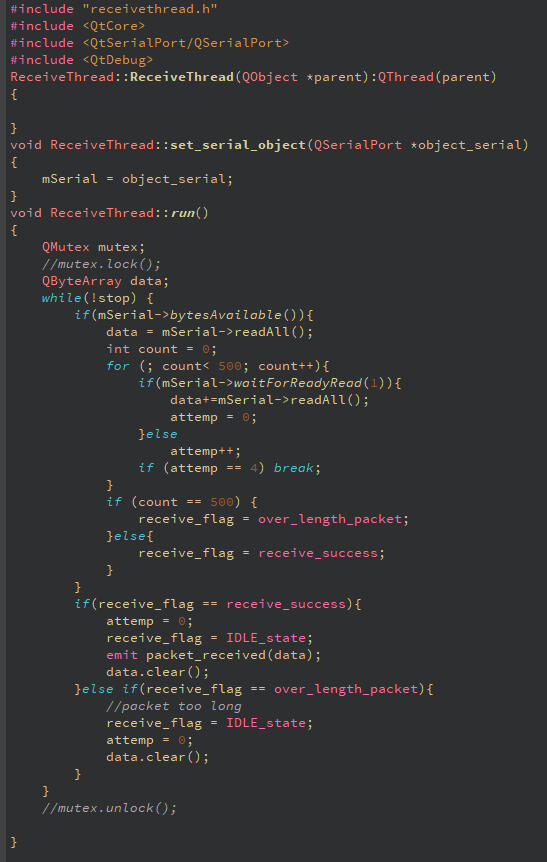 #include "receivethread.h"
#include <QtCore>
#include <QtSerialPort/QSerialPort>
#include <QtDebug>
ReceiveThread::ReceiveThread(QObject *parent):QThread(parent)
{
}
void ReceiveThread::set_serial_object(QSerialPort *object_serial)
{
    mSerial = object_serial;
}
void ReceiveThread::run()
{
    QMutex mutex;
    //mutex.lock();
    QByteArray data;
    while(!stop) {
        if(mSerial->bytesAvailable()){
            data = mSerial->readAll();
            int count = 0;
            for (; count< 500; count++){
                if(mSerial->waitForReadyRead(1)){
                    data+=mSerial->readAll();
                    attemp = 0;
                }else
                    attemp++;
                if (attemp == 4) break;
            }
            if (count == 500) {
                receive_flag = over_length_packet;
            }else{
                receive_flag = receive_success;
            }
        }
        if(receive_flag == receive_success){
            attemp = 0;
            receive_flag = IDLE_state;
            emit packet_received(data);
            data.clear();
        }else if(receive_flag == over_length_packet){
            //packet too long
            receive_flag = IDLE_state;
            attemp = 0;
            data.clear();
        }
    }
    //mutex.unlock();
}